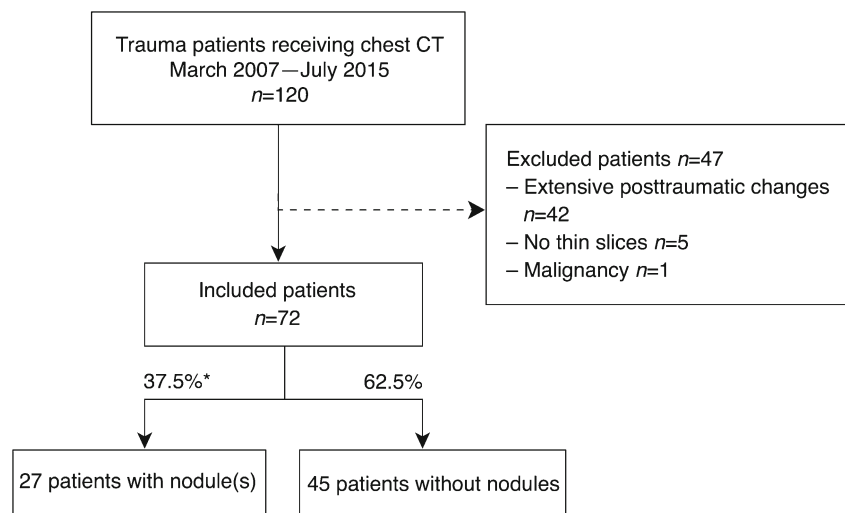 Trauma patients receiving chest CT
March 2007—July 2015
n=120
Excluded patients n=47
– Extensive posttraumatic changes
n=42
– No thin slices n=5
– Malignancy n=1
Included patients
n=72
37.5%*
62.5%
27 patients with nodule(s)
45 patients without nodules